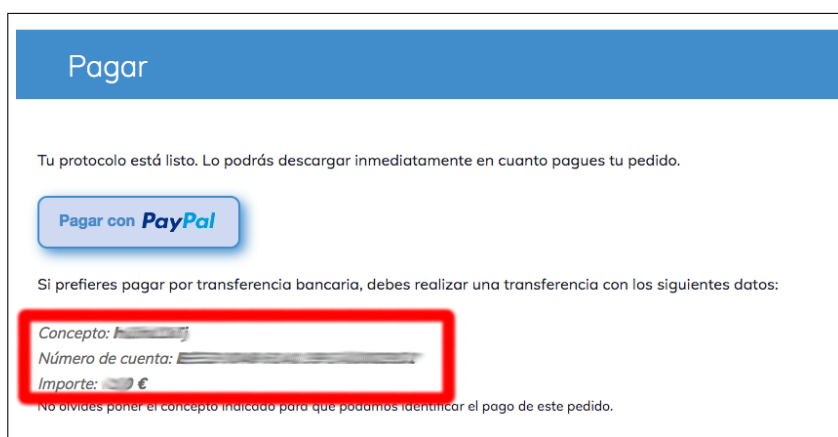 Pagar
Tu protocolo está listo. Lo podrás descargar inmediatamente en cuanto pagues tu pedido.
Pagar con PayPal
Si prefieres pagar por transferencia bancaria, debes realizar una transferencia con los siguientes datos:
Concepto:
Número de cuenta:
Importe: €
No olvides poner el concepto indicado para que podamos identificar el pago de este pedido.